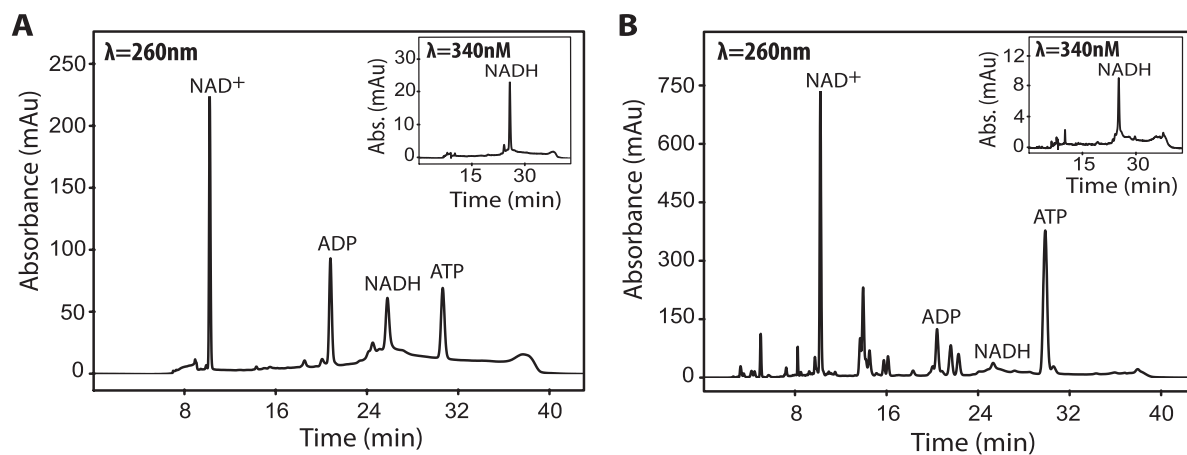 A
λ=260nm
NAD+
ADP
NADH
ATP
250
200
150
100
50
0
Absorbance (mAu)
8
16
24
32
40
Time (min)
λ=340nM
NADH
30
20
10
0
Abs. (mAu)
15
30
Time (min)
B
λ=260nm
NAD+
ADP
NADH
ATP
750
600
450
300
150
0
Absorbance (mAu)
8
16
24
32
40
Time (min)
λ=340nM
NADH
12
8
4
0
Abs. (mAu)
15
30
Time (min)